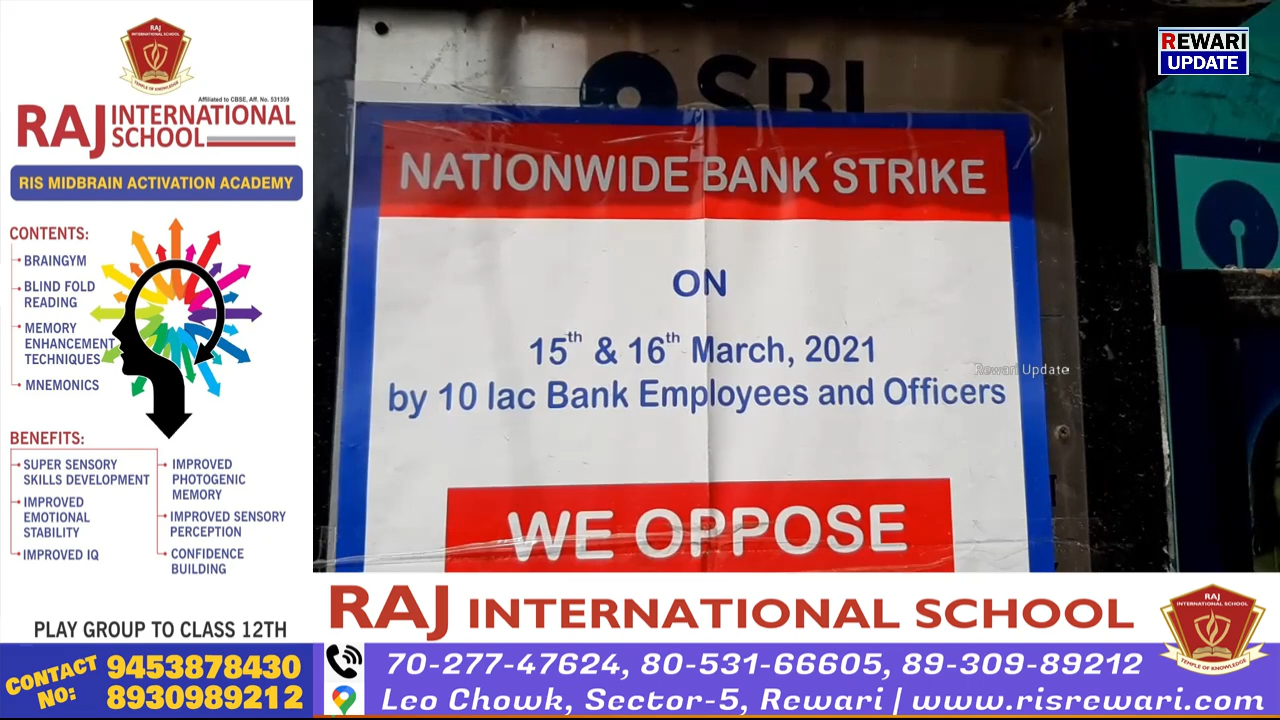 RAJ
INTERNATIONAL SCHOOL
TEMPLE OF KNOWLEDGE
Affiliated to CBSE, Aff. No. 531359
RAJ INTERNATIONAL
SCHOOL
RIS MIDBRAIN ACTIVATION ACADEMY
CONTENTS:
BRAINGYM
BLIND FOLD
READING
MEMORY
ENHANCEMENT
TECHNIQUES
MNEMONICS
BENEFITS:
SUPER SENSORY
SKILLS DEVELOPMENT
IMPROVED
EMOTIONAL
STABILITY
IMPROVED IQ
IMPROVED
PHOTOGENIC
MEMORY
IMPROVED SENSORY
PERCEPTION
CONFIDENCE
BUILDING
PLAY GROUP TO CLASS 12TH
CONTACT
NO:
9453878430
8930989212
SBI
REWARI
UPDATE
NATIONWIDE BANK STRIKE
ON
15th & 16th March, 2021
Rewari Update
by 10 lac Bank Employees and Officers
WE OPPOSE
RAJ INTERNATIONAL SCHOOL
RAJ
INTERNATIONAL SCHOOL
TEMPLE OF KNOWLEDGE
70-277-47624, 80-531-66605, 89-309-89212
Leo Chowk, Sector-5, Rewari | www.risrewari.com